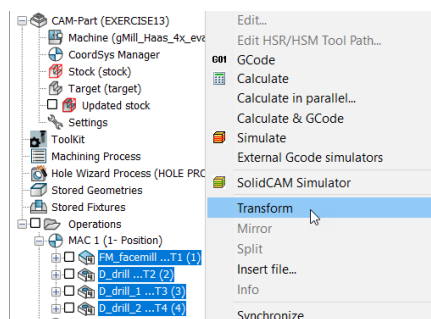 CAM-Part (EXERCISE13)
Machine (gMill_Haas_4x_eva
CoordSys Manager
Stock (stock)
Target (target)
Updated stock
Settings
ToolKit
Machining Process
Hole Wizard Process (HOLE PRC
Stored Geometries
Stored Fixtures
Operations
MAC 1 (1- Position)
FM_facemill ...T1 (1)
D_drill ...T2 (2)
D_drill_1 ...T3 (3)
D_drill_2 ...T4 (4)
Edit...
Edit HSR/HSM Tool Path...
G01 GCode
Calculate
Calculate in parallel...
Calculate & GCode
Simulate
External Gcode simulators
SolidCAM Simulator
Transform
Mirror
Split
Insert file...
Info
Synchronize